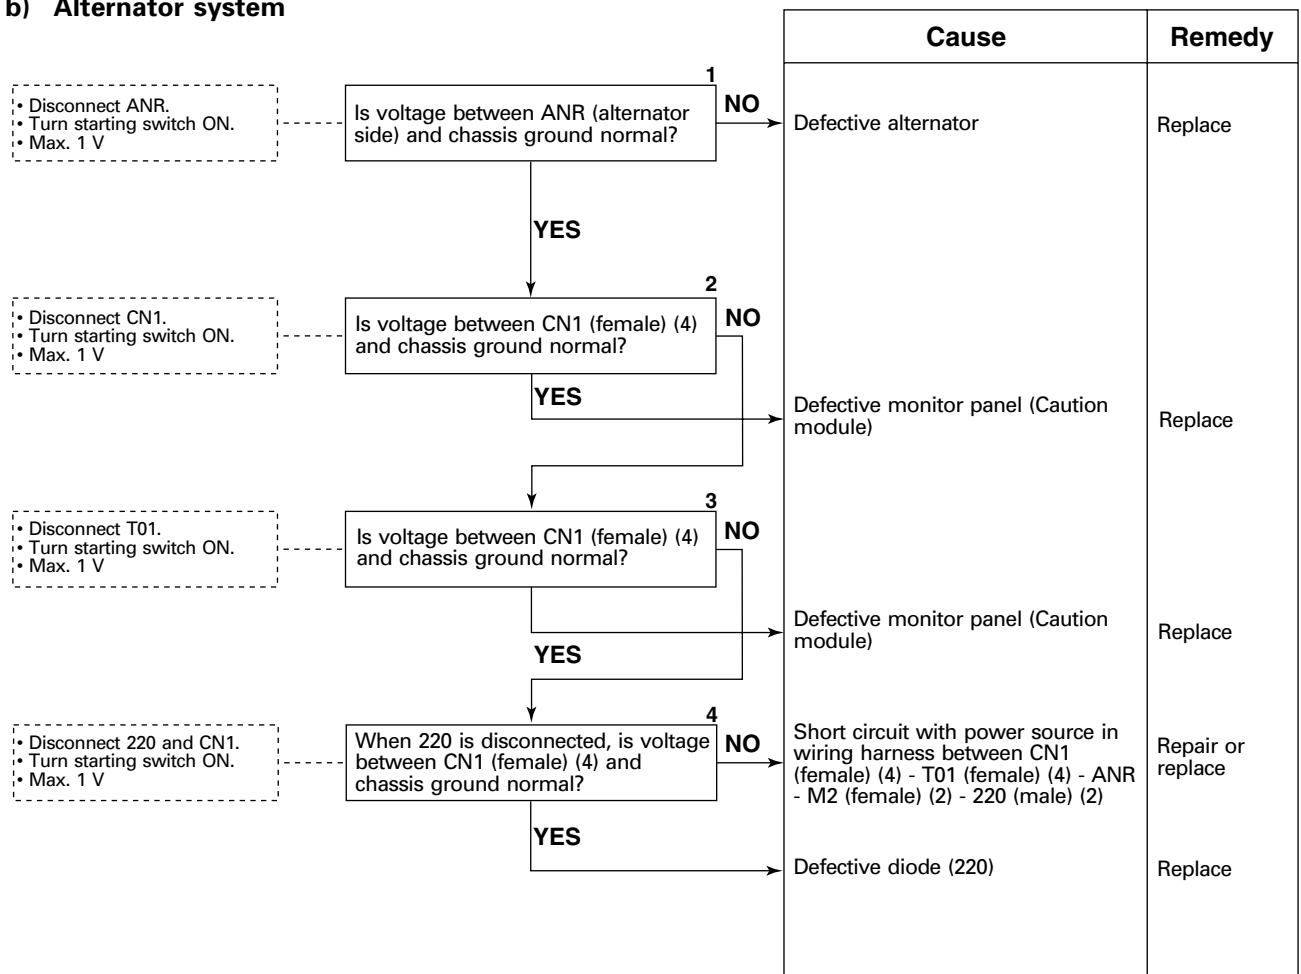 b) Alternator system
Cause
Remedy
• Disconnect ANR.
• Turn starting switch ON.
• Max. 1 V
1
Is voltage between ANR (alternator
side) and chassis ground normal?
NO
Defective alternator
Replace
YES
• Disconnect CN1.
• Turn starting switch ON.
• Max. 1 V
2
Is voltage between CN1 (female) (4)
and chassis ground normal?
NO
YES
Defective monitor panel (Caution
module)
Replace
• Disconnect T01.
• Turn starting switch ON.
• Max. 1 V
3
Is voltage between CN1 (female) (4)
and chassis ground normal?
NO
YES
Defective monitor panel (Caution
module)
Replace
• Disconnect 220 and CN1.
• Turn starting switch ON.
• Max. 1 V
4
When 220 is disconnected, is voltage
between CN1 (female) (4) and
chassis ground normal?
NO
Short circuit with power source in
wiring harness between CN1
(female) (4) - T01 (female) (4) - ANR
- M2 (female) (2) - 220 (male) (2)
Repair or
replace
YES
Defective diode (220)
Replace